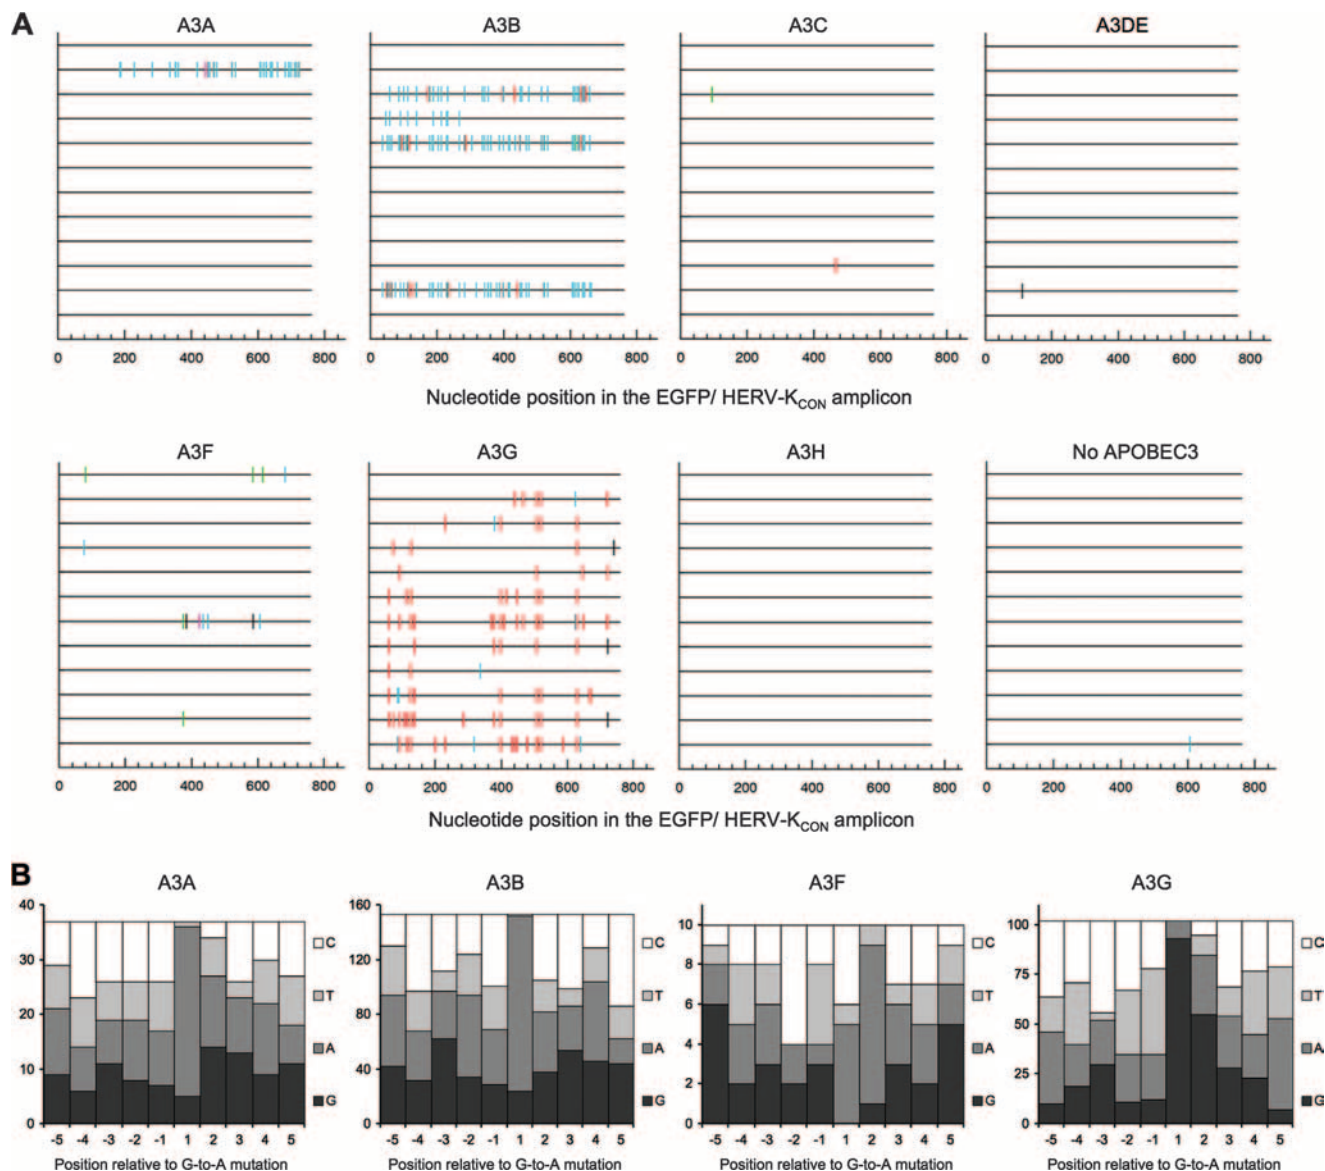 A
A3A A3B A3C A3DE
0 200 400 600 800 0 200 400 600 800 0 200 400 600 800 0 200 400 600 800
Nucleotide position in the EGFP/ HERV-KCON amplicon
A3F A3G A3H No APOBEC3
0 200 400 600 800 0 200 400 600 800 0 200 400 600 800 0 200 400 600 800
Nucleotide position in the EGFP/ HERV-KCON amplicon
B
A3A
40
30
20
10
0
C
T
A
G
-5 -4 -3 -2 -1 1 2 3 4 5
Position relative to G-to-A mutation
A3B
160
120
80
40
0
C
T
A
G
-5 -4 -3 -2 -1 1 2 3 4 5
Position relative to G-to-A mutation
A3F
10
8
6
4
2
0
C
T
A
G
-5 -4 -3 -2 -1 1 2 3 4 5
Position relative to G-to-A mutation
A3G
100
75
50
25
0
C
T
A
G
-5 -4 -3 -2 -1 1 2 3 4 5
Position relative to G-to-A mutation